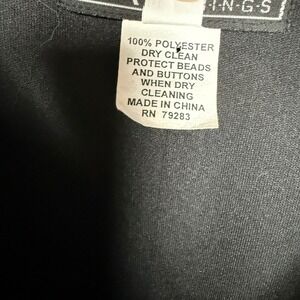 I·N·G·S
100% POLYESTER
DRY CLEAN
PROTECT BEADS
AND BUTTONS
WHEN DRY
CLEANING
MADE IN CHINA
RN 79283